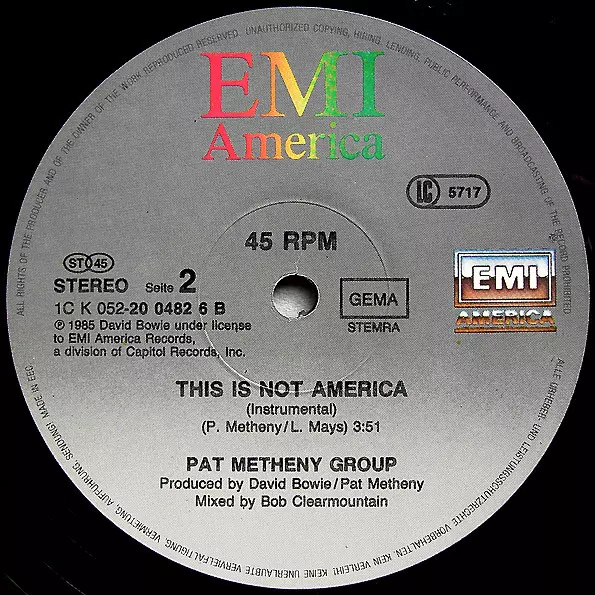 ALL RIGHTS OF THE PRODUCER AND OF THE OWNER OF THE WORK REPRODUCED RESERVED. UNAUTHORIZED COPYING, HIRING, LENDING, PUBLIC PERFORMANCE AND BROADCASTING OF THE RECORD PROHIBITED
EMI
America
LC 5717
45 RPM
ST 45
STEREO Seite 2
1C K 052-20 0482 6 B
℗ 1985 David Bowie under license
to EMI America Records,
a division of Capitol Records, Inc.
GEMA
STEMRA
EMI
AMERICA
THIS IS NOT AMERICA
(Instrumental)
(P. Metheny/L. Mays) 3:51
PAT METHENY GROUP
Produced by David Bowie/Pat Metheny
Mixed by Bob Clearmountain
ALLE URHEBER- UND LEISTUNGSSCHUTZRECHTE VORBEHALTEN. KEIN VERLEIH! KEINE UNERLAUBTE VERVIELFÄLTIGUNG, VERMIETUNG, AUFFÜHRUNG, SENDUNG! MADE IN EEC.